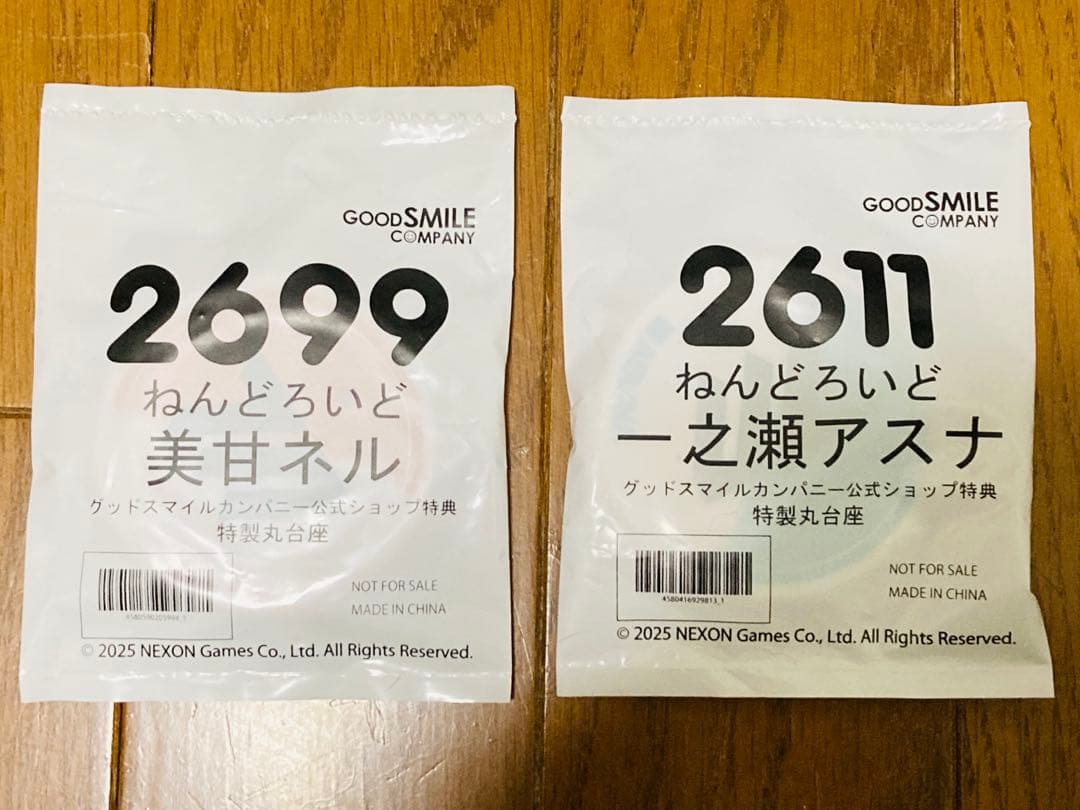 GOODSMILE
COMPANY
2699
ねんどろいど
美甘ネル
グッドスマイルカンパニー公式ショップ特典
特製丸台座
NOT FOR SALE
MADE IN CHINA
© 2025 NEXON Games Co., Ltd. All Rights Reserved.
GOODSMILE
COMPANY
2611
ねんどろいど
一之瀬アスナ
グッドスマイルカンパニー公式ショップ特典
特製丸台座
NOT FOR SALE
4580416929813_1
MADE IN CHINA
© 2025 NEXON Games Co., Ltd. All Rights Reserved.